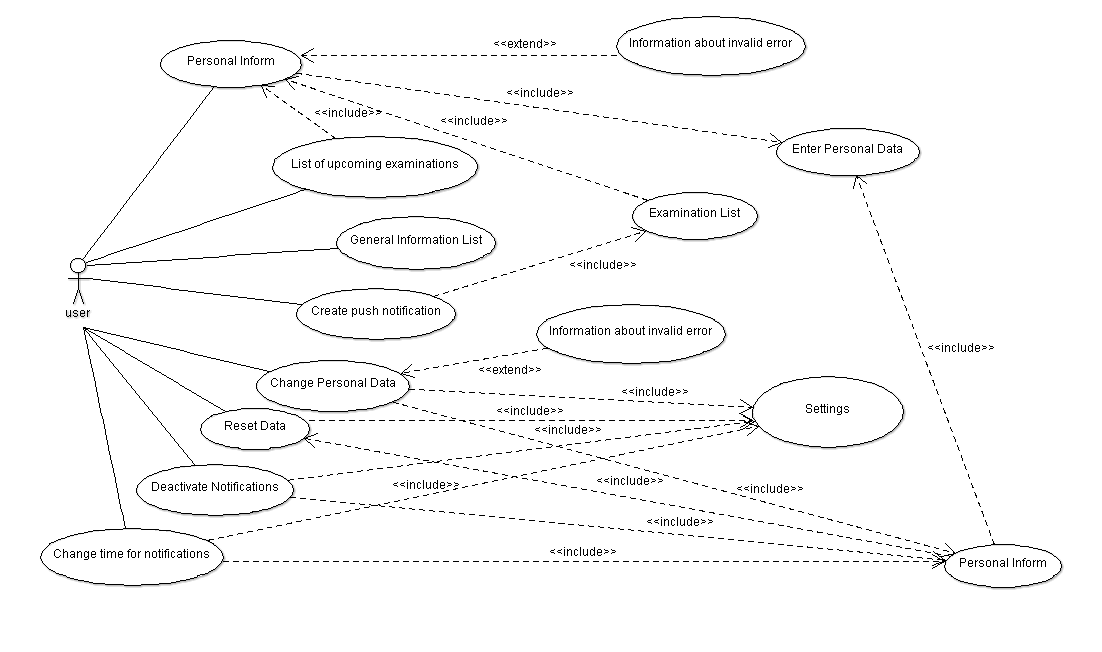 <<extend>>
Information about invalid error
Personal Inform
<<include>>
<<include>>
<<include>>
Enter Personal Data
List of upcoming examinations
Examination List
General Information List
<<include>>
Create push notification
user
Information about invalid error
<<include>>
<<extend>>
Change Personal Data
<<include>>
Settings
<<include>>
Reset Data
<<include>>
<<include>>
Deactivate Notifications
<<include>>
<<include>>
<<include>>
Change time for notifications
<<include>>
Personal Inform